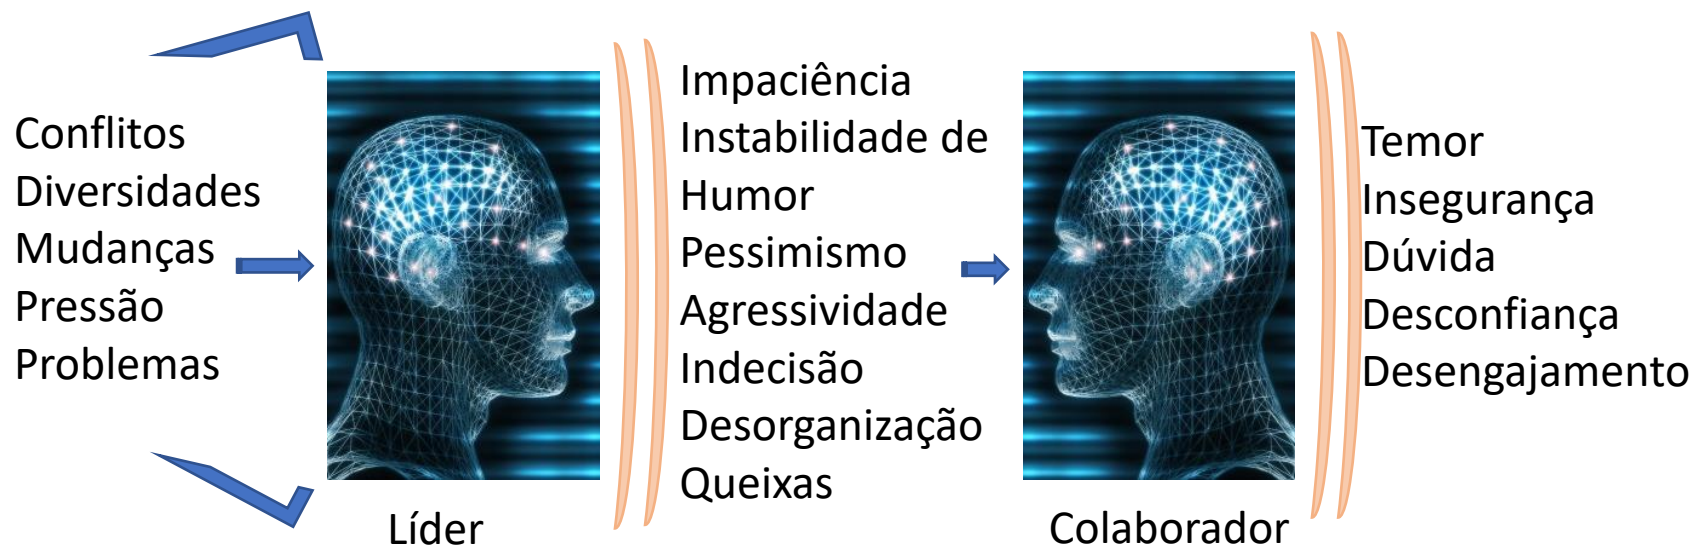 Conflitos
Diversidades
Mudanças
Pressão
Problemas
Líder
Impaciência
Instabilidade de
Humor
Pessimismo
Agressividade
Indecisão
Desorganização
Queixas
Colaborador
Temor
Insegurança
Dúvida
Desconfiança
Desengajamento